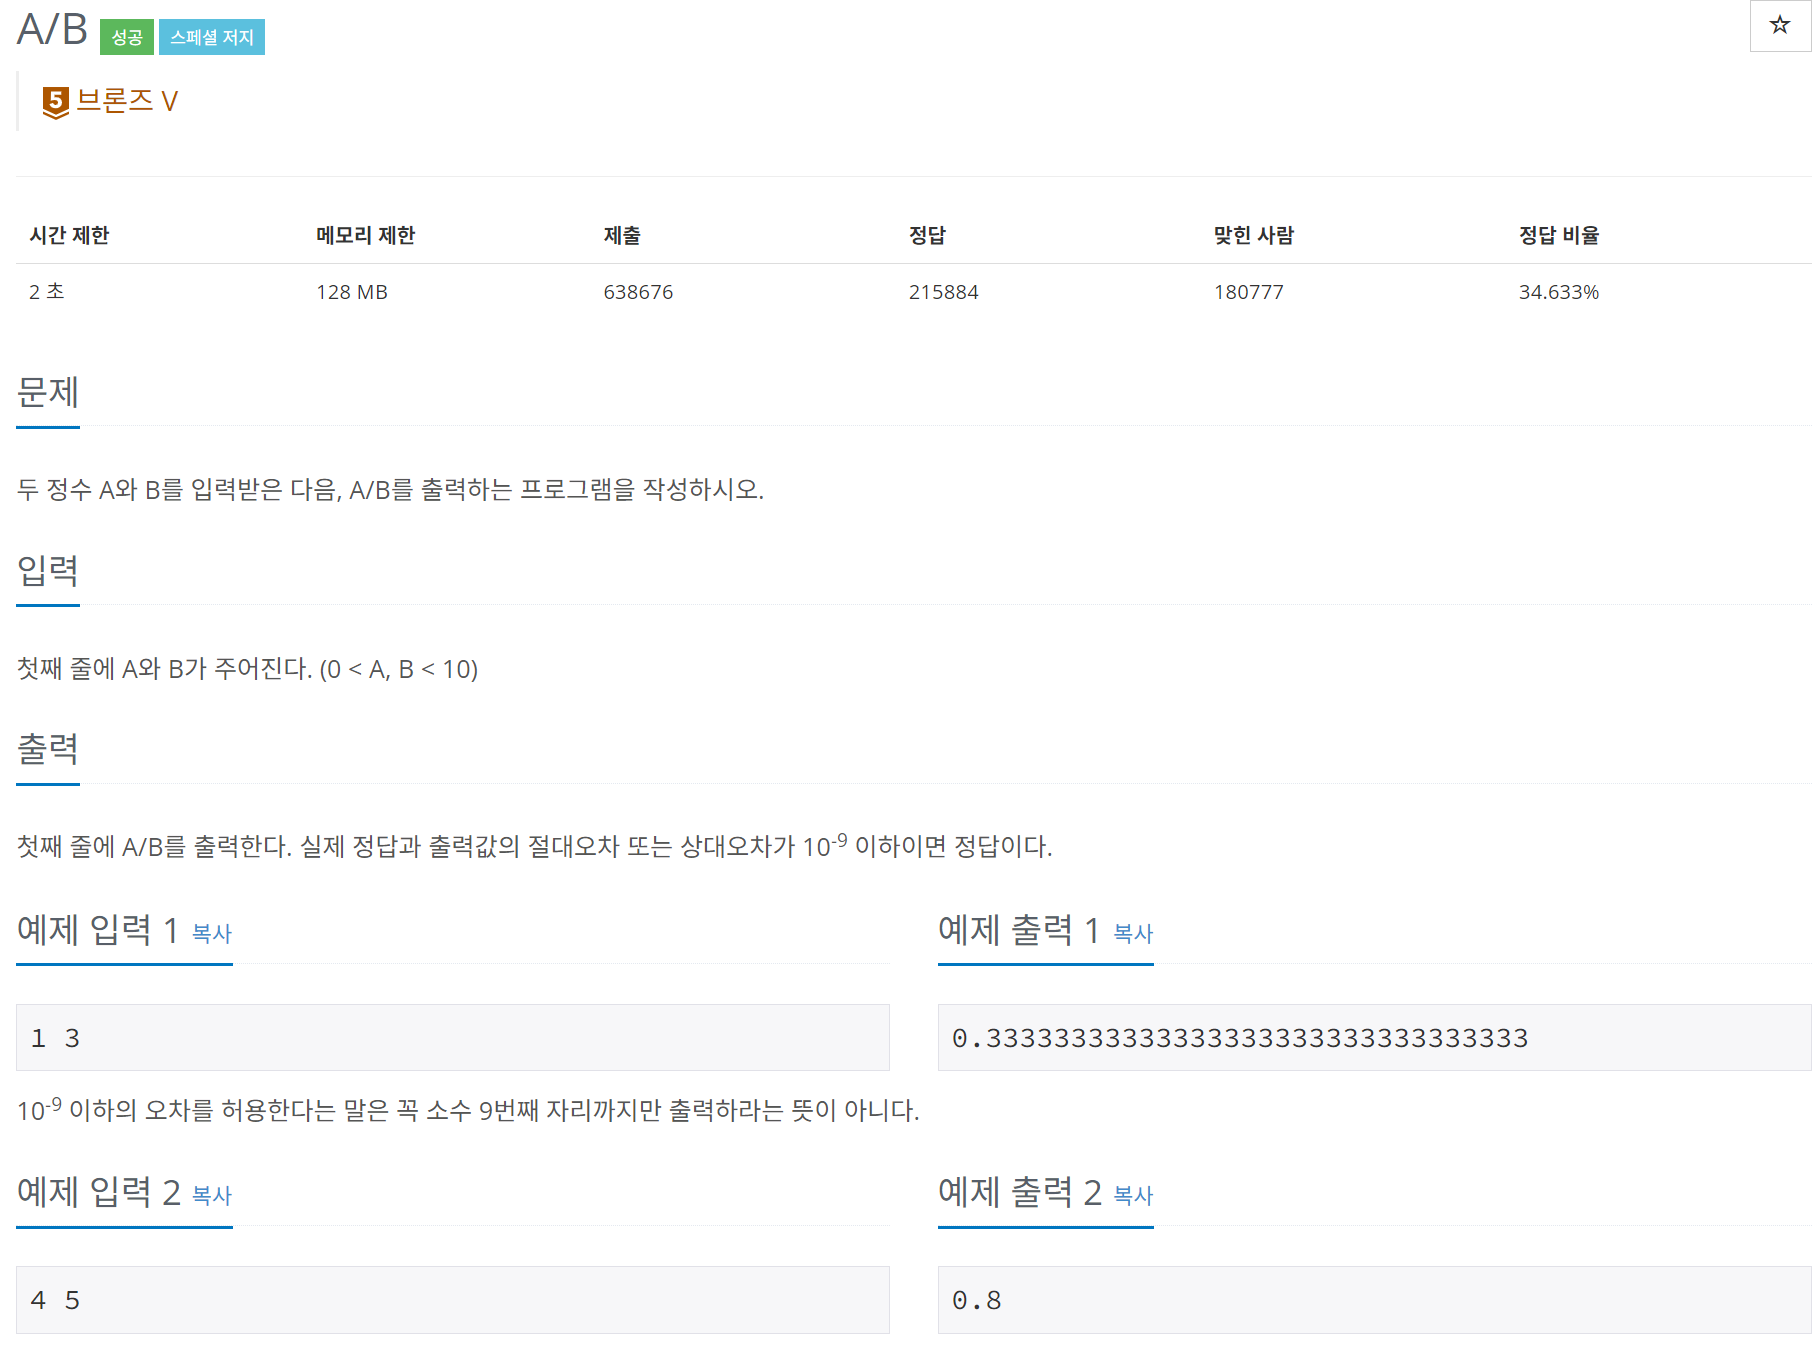 A/B 성공 스페셜 저지
☆
5 브론즈 V
시간 제한 메모리 제한 제출 정답 맞힌 사람 정답 비율
2 초 128 MB 638676 215884 180777 34.633%
문제
두 정수 A와 B를 입력받은 다음, A/B를 출력하는 프로그램을 작성하시오.
입력
첫째 줄에 A와 B가 주어진다. (0 < A, B < 10)
출력
첫째 줄에 A/B를 출력한다. 실제 정답과 출력값의 절대오차 또는 상대오차가 10⁻⁹ 이하이면 정답이다.
예제 입력 1 복사
예제 출력 1 복사
1 3
0.33333333333333333333333333333333
10⁻⁹ 이하의 오차를 허용한다는 말은 꼭 소수 9번째 자리까지만 출력하라는 뜻이 아니다.
예제 입력 2 복사
예제 출력 2 복사
4 5
0.8